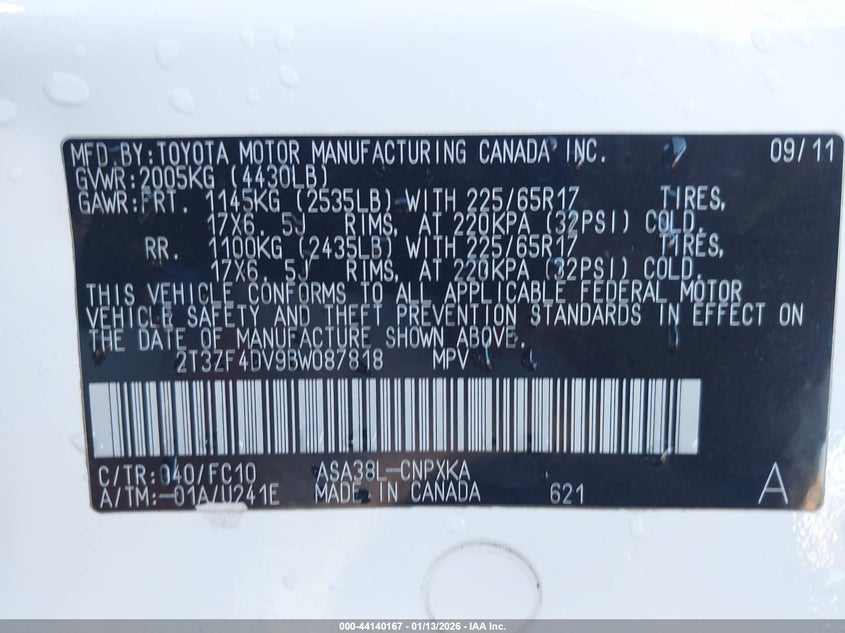 MFD.BY:TOYOTA MOTOR MANUFACTURING CANADA INC. 09/11
GVWR:2005KG (4430LB)
GAWR:FRT. 1145KG (2535LB) WITH 225/65R17 TIRES,
17X6.5J RIMS, AT 220KPA (32PSI) COLD.
RR. 1100KG (2435LB) WITH 225/65R17 TIRES,
17X6.5J RIMS, AT 220KPA (32PSI) COLD.
THIS VEHICLE CONFORMS TO ALL APPLICABLE FEDERAL MOTOR
VEHICLE SAFETY AND THEFT PREVENTION STANDARDS IN EFFECT ON
THE DATE OF MANUFACTURE SHOWN ABOVE.
2T3ZF4DV9BW087818 MPV
C/TR:040/FC10 ASA38L-CNPXKA
A/TM:-01A/U241E MADE IN CANADA 621 A
000-44140167 - 01/13/2026 - IAA Inc.